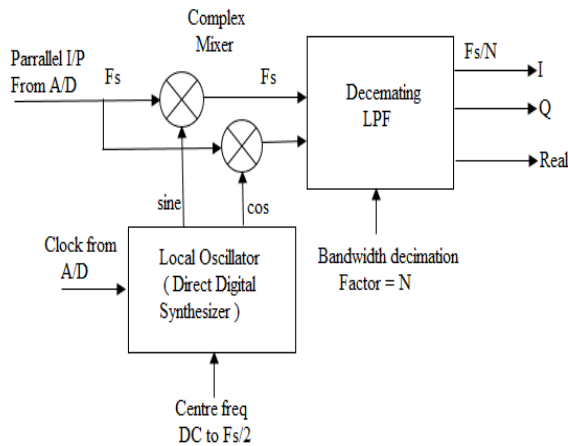 Complex
Mixer
Parrallel I/P
From A/D
Fs
Fs
Fs/N
I
Q
Real
Decemating
LPF
sine
cos
Clock from
A/D
Local Oscillator
( Direct Digital
Synthesizer )
Bandwidth decimation
Factor = N
Centre freq
DC to Fs/2